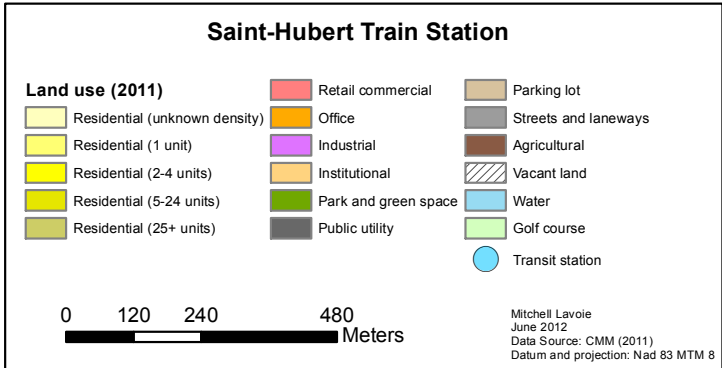 Saint-Hubert Train Station
Land use (2011)
Residential (unknown density)
Residential (1 unit)
Residential (2-4 units)
Residential (5-24 units)
Residential (25+ units)
Retail commercial
Office
Industrial
Institutional
Park and green space
Public utility
Parking lot
Streets and laneways
Agricultural
Vacant land
Water
Golf course
Transit station
0 120 240 480
Meters
Mitchell Lavoie
June 2012
Data Source: CMM (2011)
Datum and projection: Nad 83 MTM 8